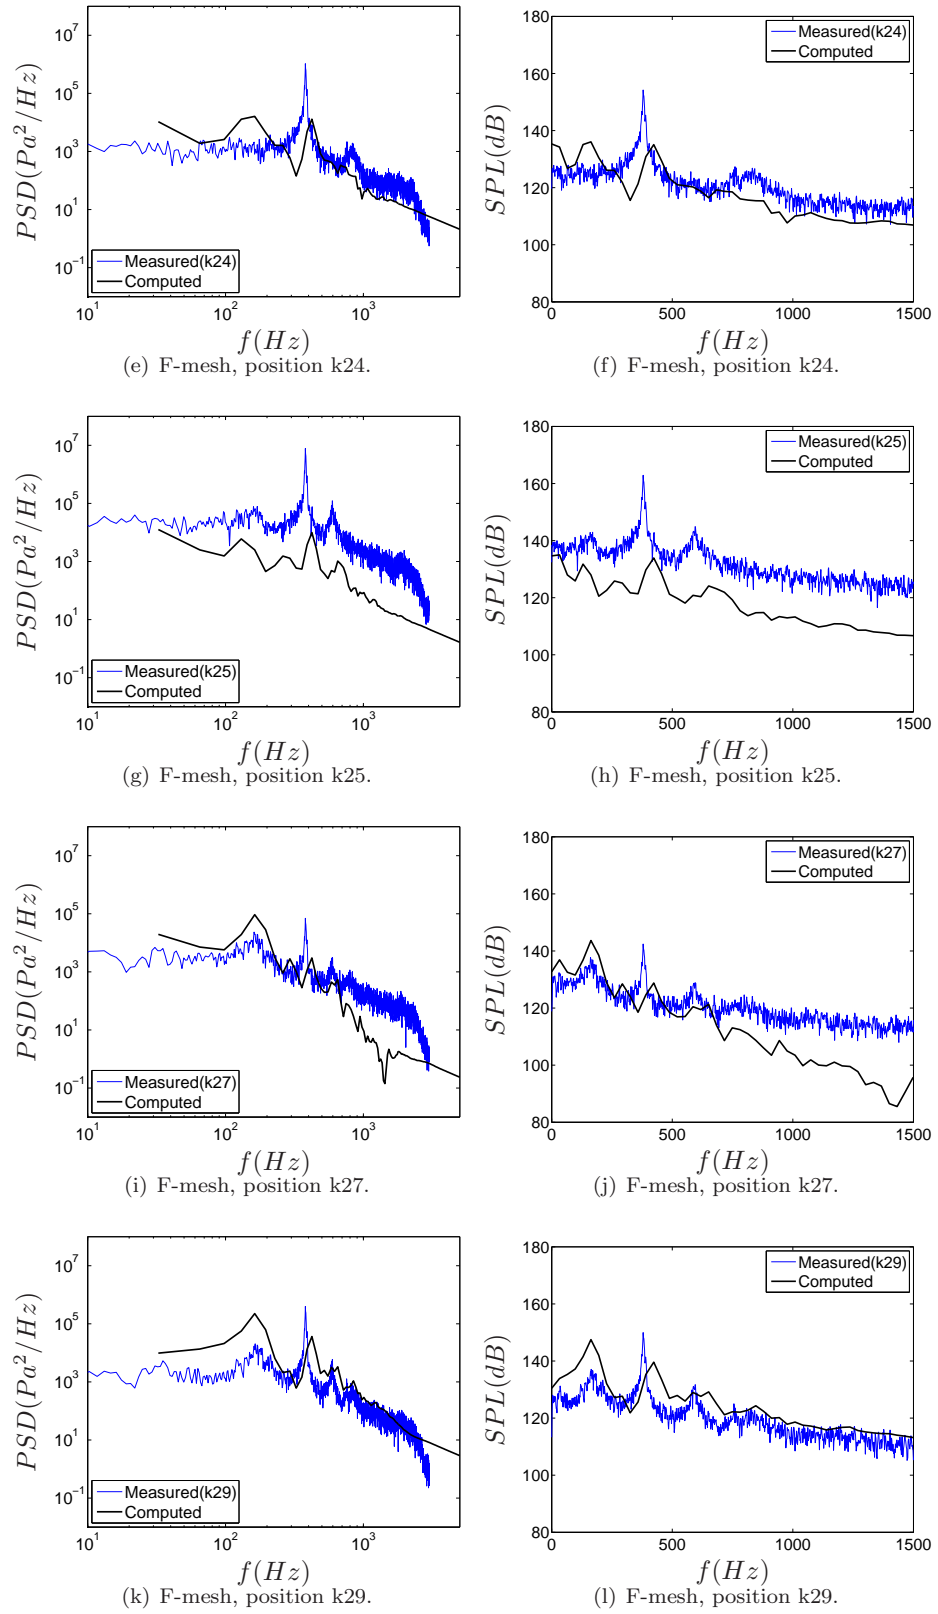 10^7
10^5
10^3
10^1
10^-1
10^1 10^2 10^3
PSD(Pa^2/Hz)
f(Hz)
Measured(k24)
Computed
(e) F-mesh, position k24.
180
160
140
120
100
80
0 500 1000 1500
SPL(dB)
f(Hz)
Measured(k24)
Computed
(f) F-mesh, position k24.
10^7
10^5
10^3
10^1
10^-1
10^1 10^2 10^3
PSD(Pa^2/Hz)
f(Hz)
Measured(k25)
Computed
(g) F-mesh, position k25.
180
160
140
120
100
80
0 500 1000 1500
SPL(dB)
f(Hz)
Measured(k25)
Computed
(h) F-mesh, position k25.
10^7
10^5
10^3
10^1
10^-1
10^1 10^2 10^3
PSD(Pa^2/Hz)
f(Hz)
Measured(k27)
Computed
(i) F-mesh, position k27.
180
160
140
120
100
80
0 500 1000 1500
SPL(dB)
f(Hz)
Measured(k27)
Computed
(j) F-mesh, position k27.
10^7
10^5
10^3
10^1
10^-1
10^1 10^2 10^3
PSD(Pa^2/Hz)
f(Hz)
Measured(k29)
Computed
(k) F-mesh, position k29.
180
160
140
120
100
80
0 500 1000 1500
SPL(dB)
f(Hz)
Measured(k29)
Computed
(l) F-mesh, position k29.